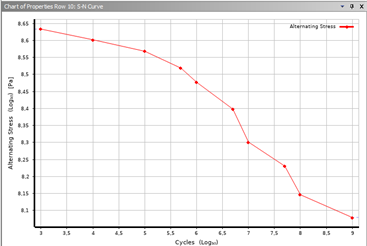 Chart of Properties Row 10: S-N Curve
Alternating Stress
8.65
8.6
8.55
8.5
8.45
8.4
8.35
8.3
8.25
8.2
8.15
8.1
Alternating Stress (Log₁₀) [Pa]
3 3.5 4 4.5 5 5.5 6 6.5 7 7.5 8 8.5 9
Cycles (Log₁₀)